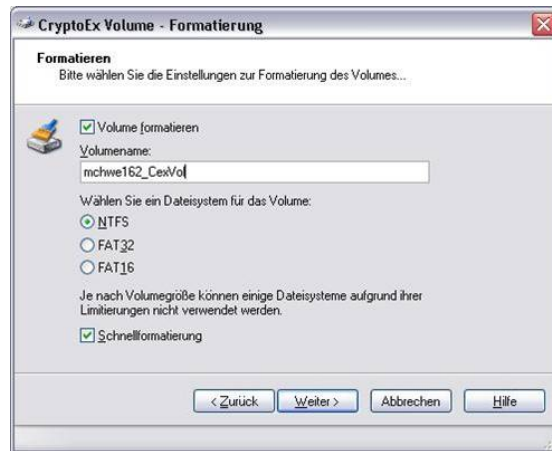 CryptoEx Volume - Formatierung
Formatieren
Bitte wählen Sie die Einstellungen zur Formatierung des Volumes...
Volume formatieren
Volumename:
mchwe162_CexVol
Wählen Sie ein Dateisystem für das Volume:
NTFS
FAT32
FAT16
Je nach Volumegröße können einige Dateisysteme aufgrund ihrer
Limitierungen nicht verwendet werden.
Schnellformatierung
< Zurück Weiter > Abbrechen Hilfe